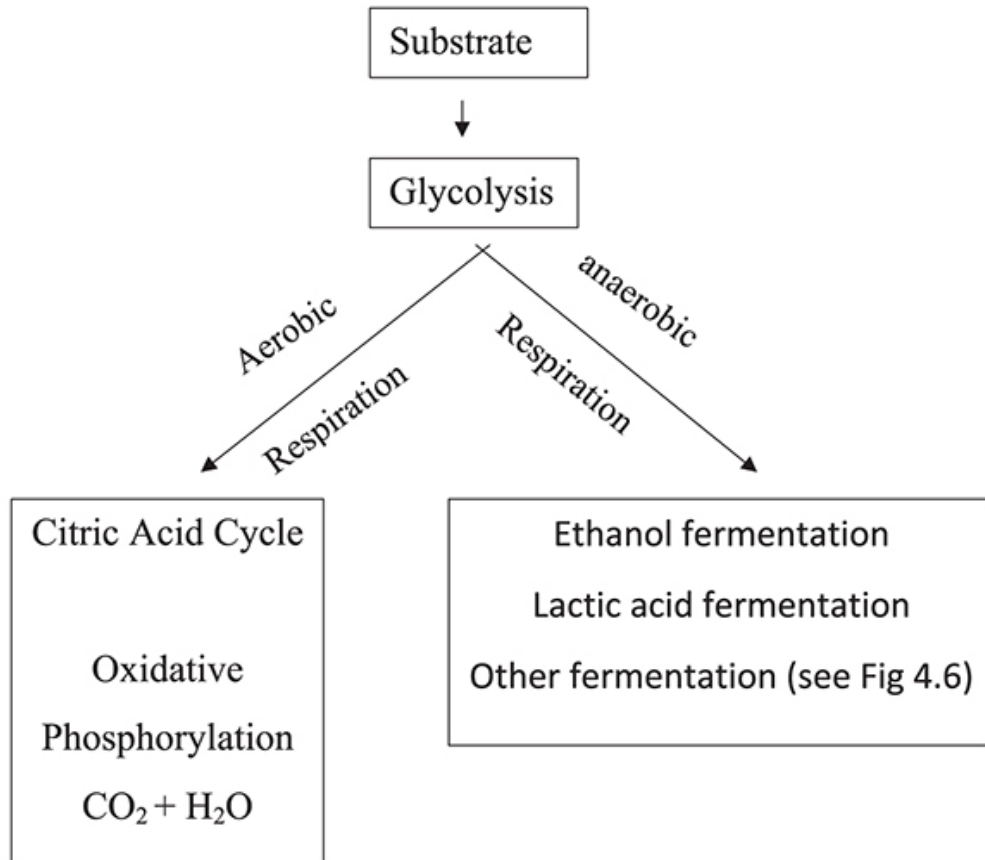 Substrate
Glycolysis
Aerobic
Respiration
anaerobic
Respiration
Citric Acid Cycle
Oxidative
Phosphorylation
CO₂ + H₂O
Ethanol fermentation
Lactic acid fermentation
Other fermentation (see Fig 4.6)